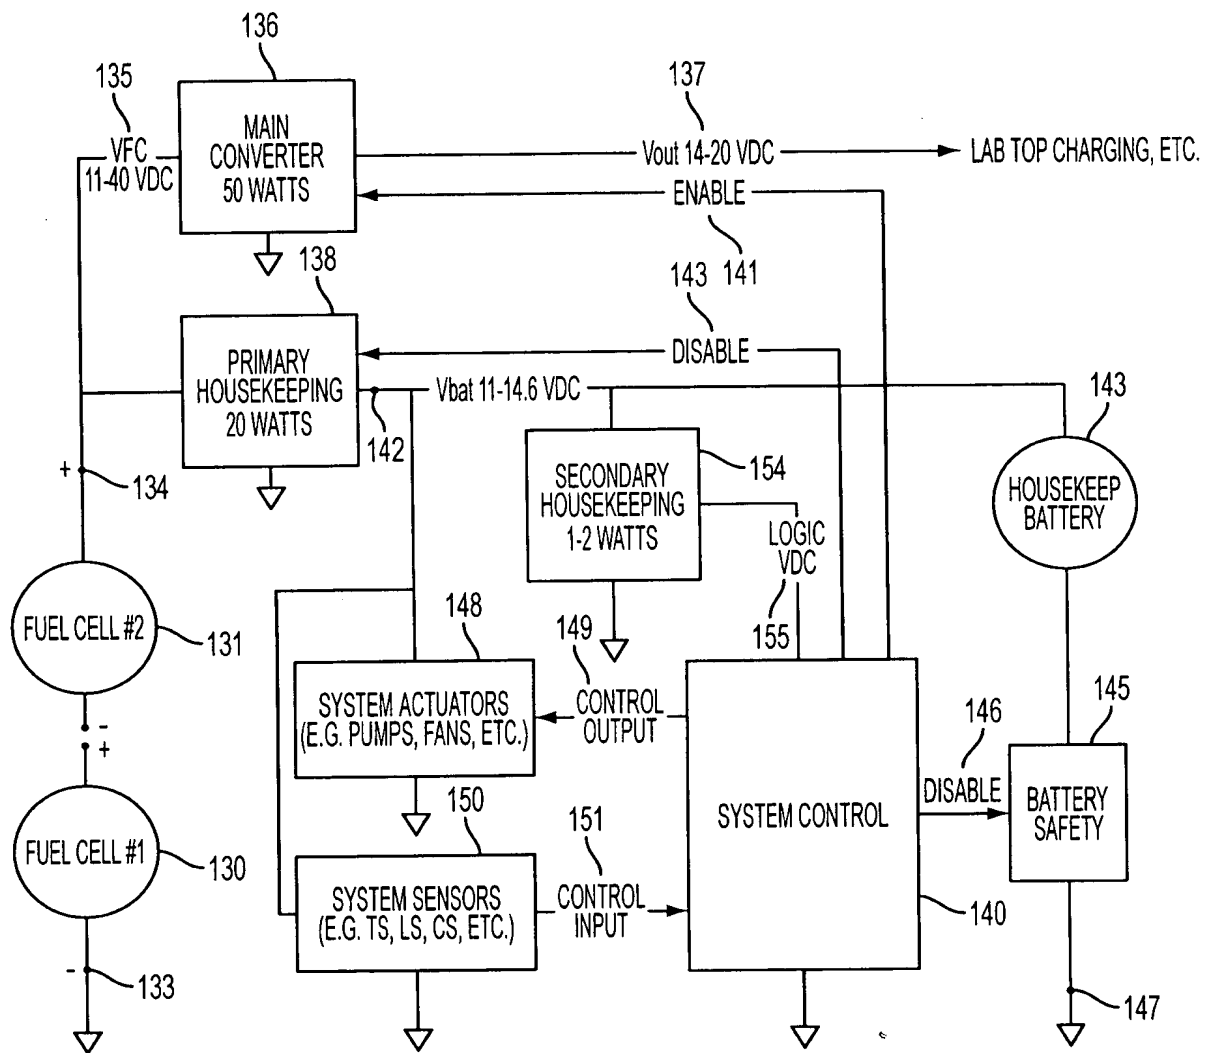 136
135
137
MAIN
CONVERTER
50 WATTS
VFC
11-40 VDC
Vout 14-20 VDC
LAB TOP CHARGING, ETC.
ENABLE
141
138
143
DISABLE
PRIMARY
HOUSEKEEPING
20 WATTS
Vbat 11-14.6 VDC
142
143
+
134
SECONDARY
HOUSEKEEPING
1-2 WATTS
154
HOUSEKEEP
BATTERY
LOGIC
VDC
155
FUEL CELL #2
131
148
149
SYSTEM ACTUATORS
(E.G. PUMPS, FANS, ETC.)
CONTROL
OUTPUT
145
146
-
+
DISABLE
BATTERY
SAFETY
SYSTEM CONTROL
150
151
FUEL CELL #1
130
SYSTEM SENSORS
(E.G. TS, LS, CS, ETC.)
CONTROL
INPUT
140
-
133
147